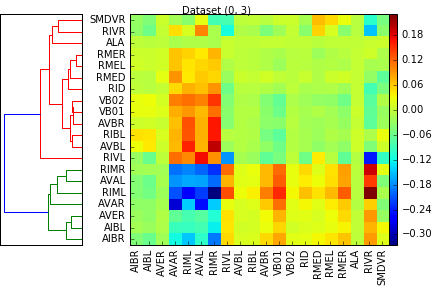 Dataset (0, 3)
SMDVR
RIVR
ALA
RMER
RMEL
RMED
RID
VB02
VB01
AVBR
RIBL
AVBL
RIVL
RIMR
AVAL
RIML
AVAR
AVER
AIBL
AIBR
0.18
0.12
0.06
0.00
−0.06
−0.12
−0.18
−0.24
−0.30
AIBR
AIBL
AVER
AVAR
RIML
AVAL
RIMR
RIVL
AVBL
RIBL
AVBR
VB01
VB02
RID
RMED
RMEL
RMER
ALA
RIVR
SMDVR